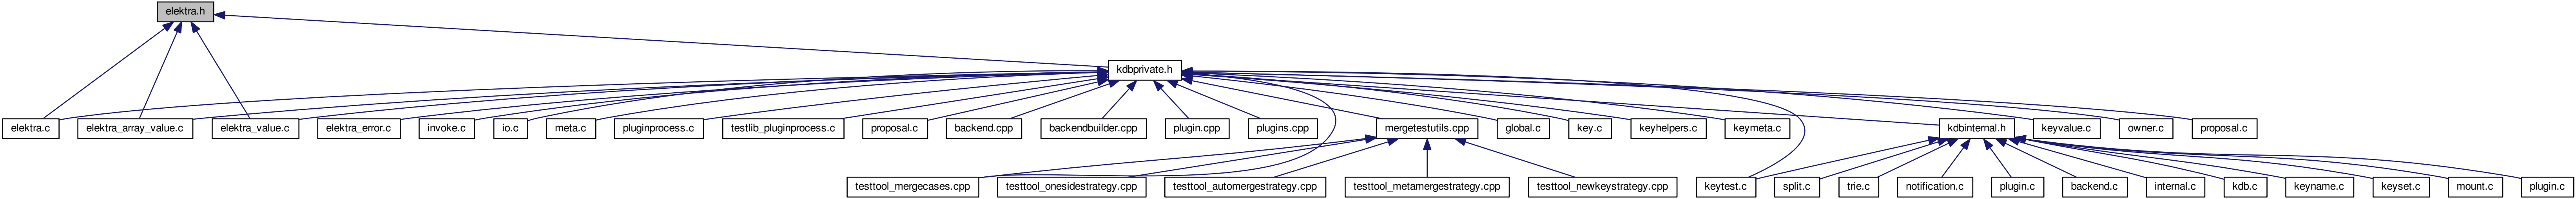 elektra.h
kdbprivate.h
elektra.c
elektra_array_value.c
elektra_value.c
elektra_error.c
invoke.c
io.c
meta.c
pluginprocess.c
testlib_pluginprocess.c
proposal.c
backend.cpp
backendbuilder.cpp
plugin.cpp
plugins.cpp
mergetestutils.cpp
global.c
key.c
keyhelpers.c
keymeta.c
kdbinternal.h
keyvalue.c
owner.c
proposal.c
testtool_mergecases.cpp
testtool_onesidestrategy.cpp
testtool_automergestrategy.cpp
testtool_metamergestrategy.cpp
testtool_newkeystrategy.cpp
keytest.c
split.c
trie.c
notification.c
plugin.c
backend.c
internal.c
kdb.c
keyname.c
keyset.c
mount.c
plugin.c